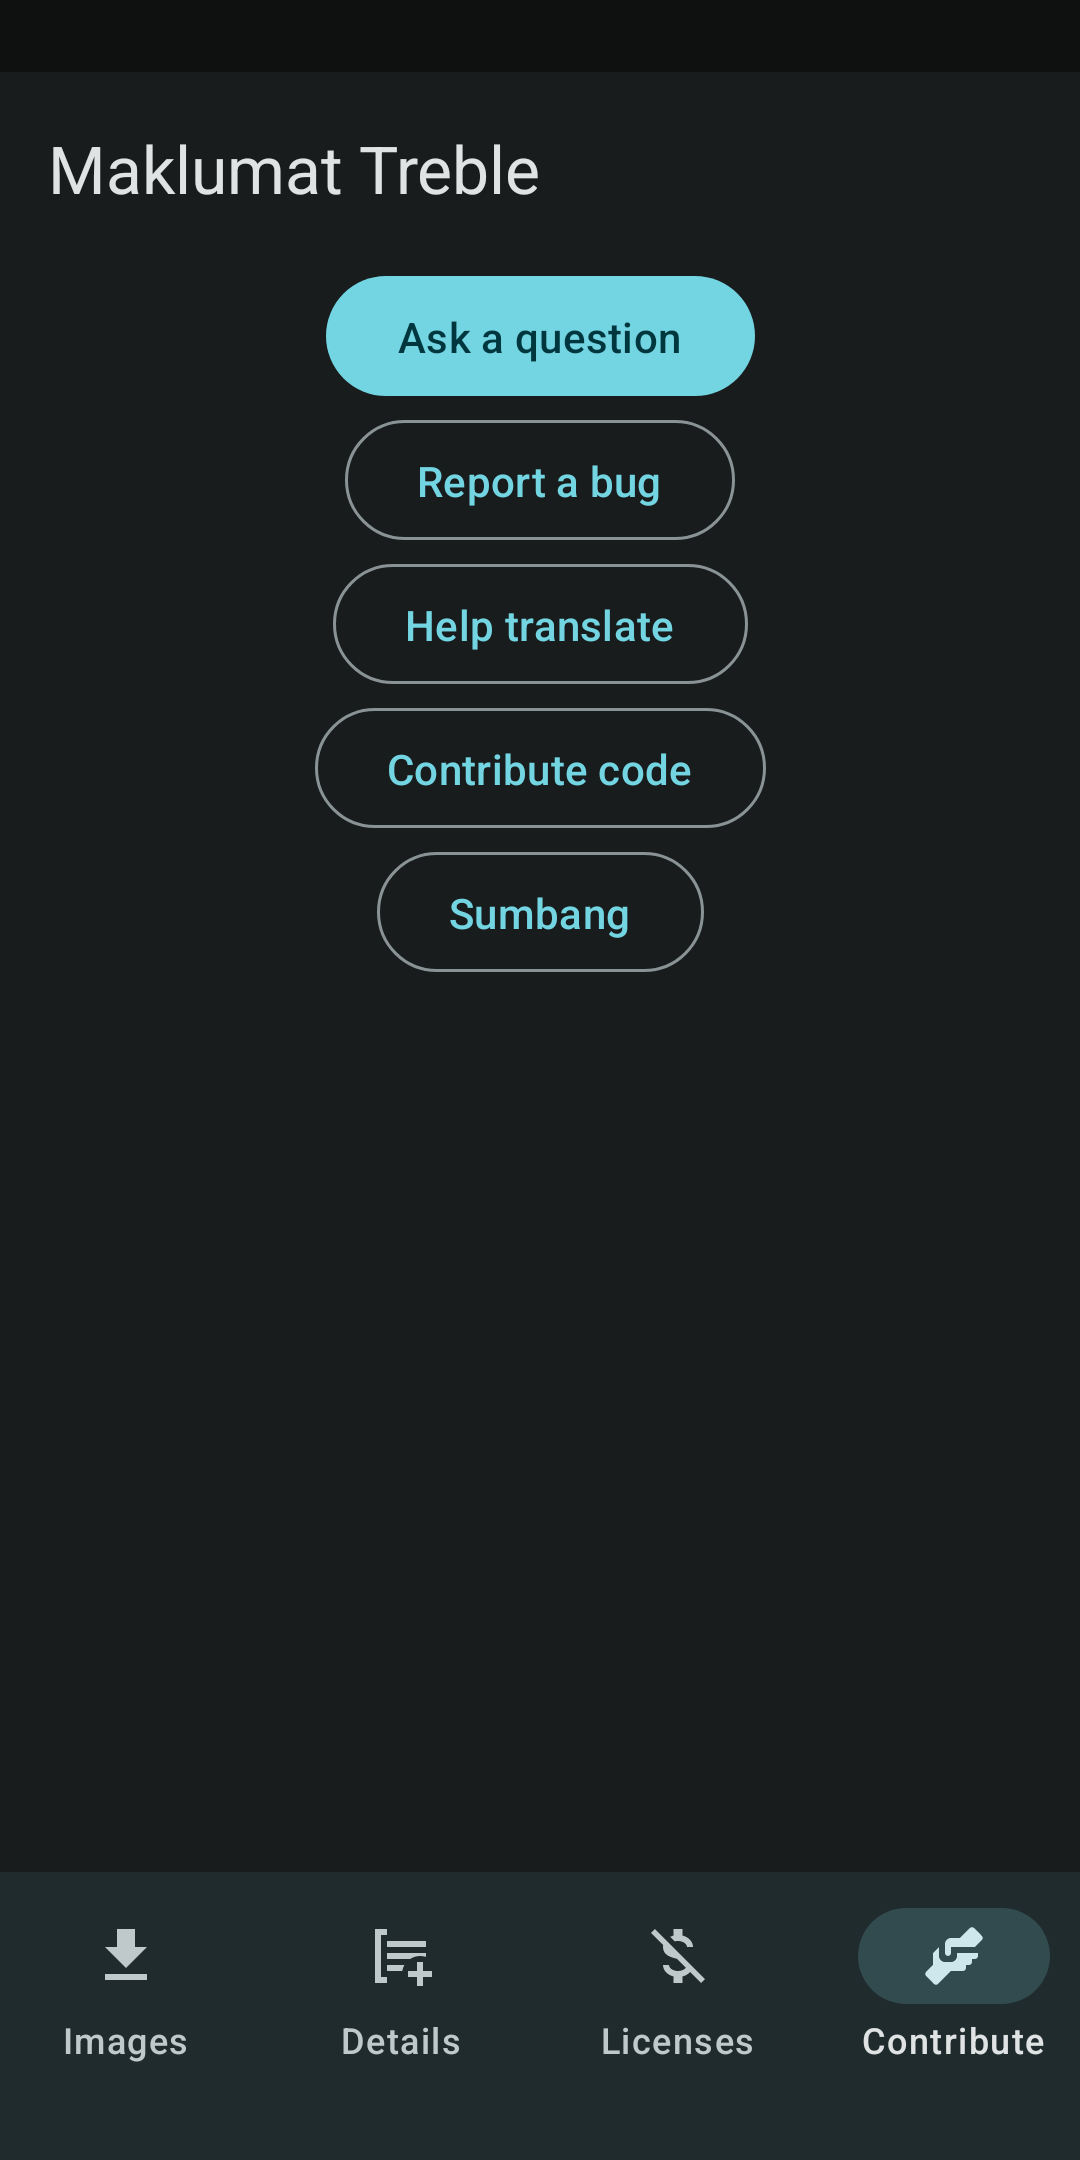 Maklumat Treble
Ask a question
Report a bug
Help translate
Contribute code
Sumbang
Images
Details
Licenses
Contribute